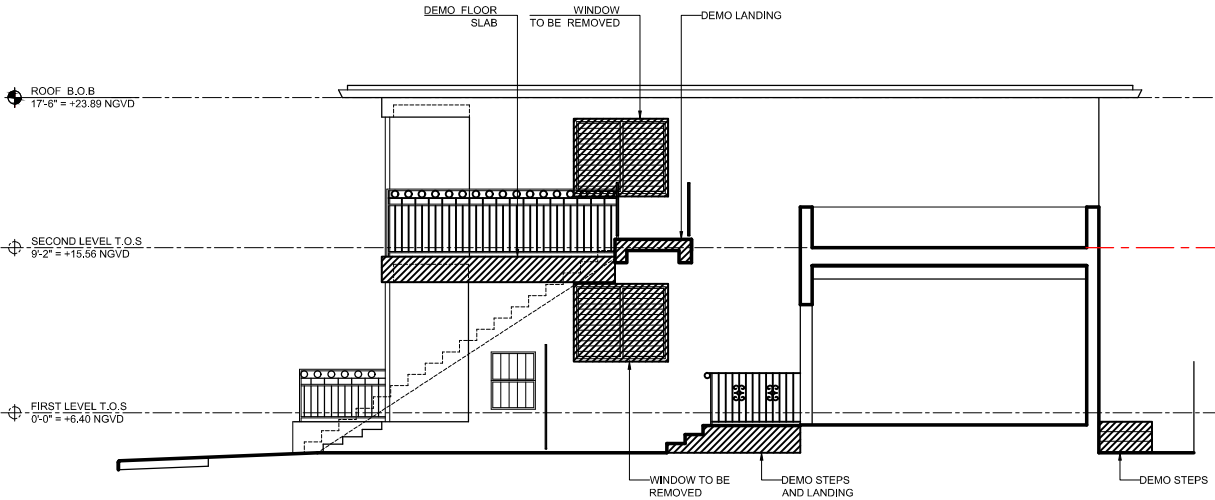 DEMO FLOOR
SLAB
WINDOW
TO BE REMOVED
DEMO LANDING
ROOF B.O.B
17'-6" = +23.89 NGVD
SECOND LEVEL T.O.S
9'-2" = +15.56 NGVD
FIRST LEVEL T.O.S
0'-0" = +6.40 NGVD
WINDOW TO BE
REMOVED
DEMO STEPS
AND LANDING
DEMO STEPS